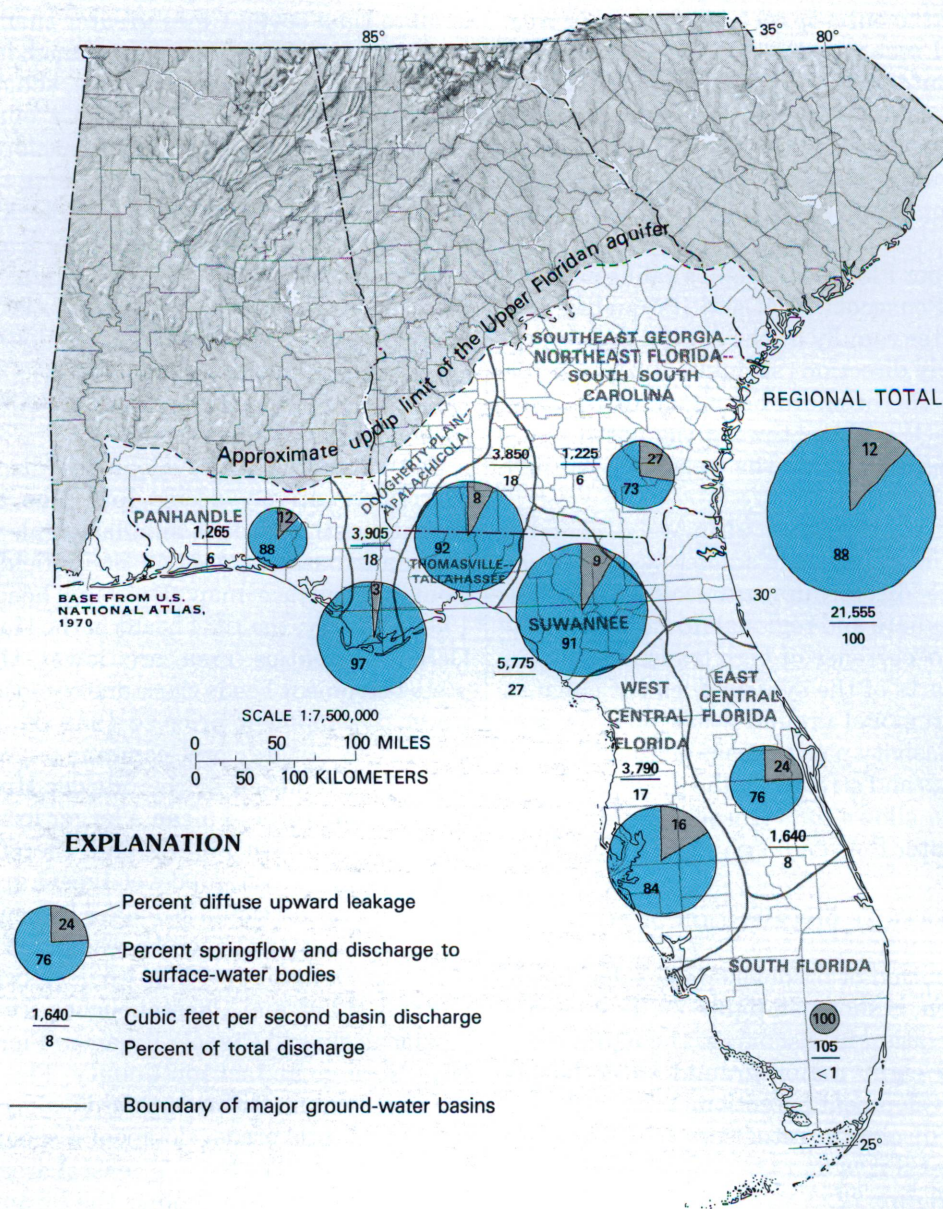 85°
35°
80°
Approximate updip limit of the Upper Floridan aquifer
SOUTHEAST GEORGIA
NORTHEAST FLORIDA
SOUTH SOUTH
CAROLINA
REGIONAL TOTAL
12
88
21,555
100
DOUGHERTY PLAIN—
APALACHICOLA
3,850
18
1,225
6
27
73
PANHANDLE
1,265
6
12
88
3,905
18
8
92
THOMASVILLE—
TALLAHASSEE
3
97
9
SUWANNEE
91
5,775
27
30°
BASE FROM U.S.
NATIONAL ATLAS,
1970
SCALE 1:7,500,000
0 50 100 MILES
0 50 100 KILOMETERS
WEST
CENTRAL
FLORIDA
3,790
17
EAST
CENTRAL
FLORIDA
24
76
1,640
8
16
84
SOUTH FLORIDA
100
105
<1
25°
EXPLANATION
24
76
Percent diffuse upward leakage
Percent springflow and discharge to
surface-water bodies
1,640
8
Cubic feet per second basin discharge
Percent of total discharge
Boundary of major ground-water basins